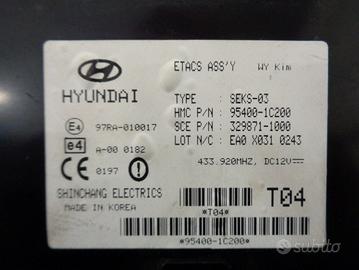 ETACS ASS'Y WY Kim
HYUNDAI
TYPE : SEKS-03
HMC P/N : 95400-1C200
SCE P/N : 329871-1000
LOT N/C : EA0 X031 0243
E4 97RA-010017
e4 A-00 0182
CE 0197
433.920MHZ, DC12V
SHINCHANG ELECTRICS
MADE IN KOREA
*T04*
T04
*95400-1C200*
subito